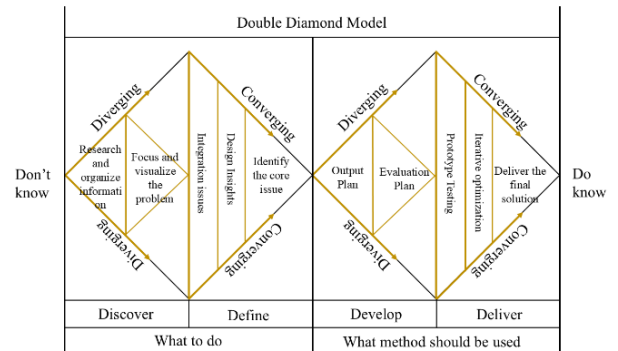 Double Diamond Model
Don't
know
Diverging
Research
and
organize
informati
on
Focus and
visualize
the
problem
Diverging
Integration issues
Design Insights
Converging
Identify
the core
issue
Converging
Diverging
Output
Plan
Evaluation
Plan
Diverging
Prototype Testing
Iterative optimization
Converging
Deliver the
final
solution
Converging
Do
know
Discover
Define
Develop
Deliver
What to do
What method should be used